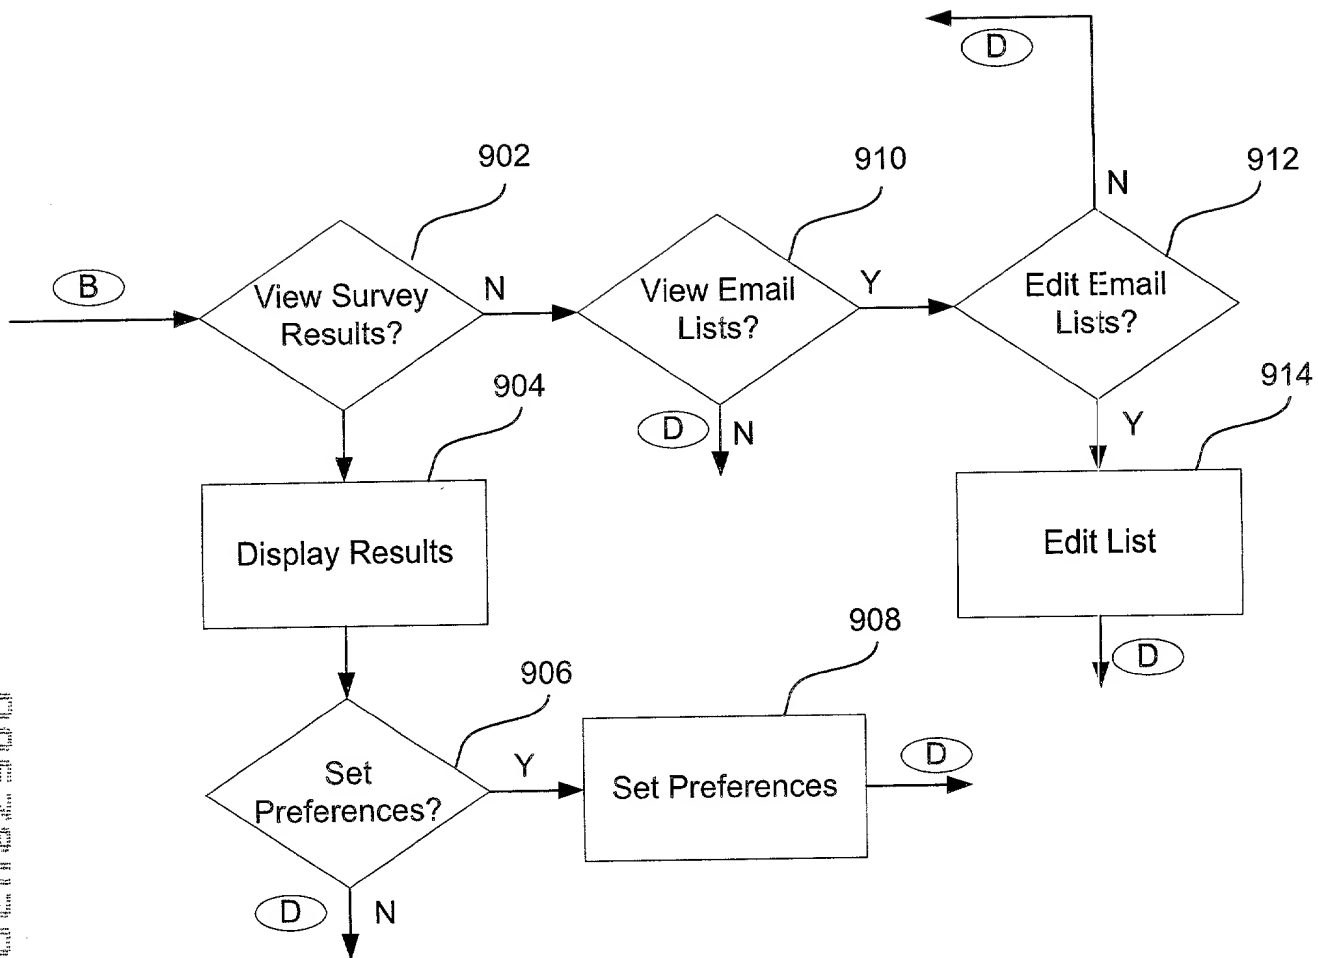 D
902
910
912
N
B
View Survey
Results?
N
View Email
Lists?
Y
Edit Email
Lists?
904
D
N
Y
914
Display Results
Edit List
908
D
906
Set
Preferences?
Y
Set Preferences
D
D
N